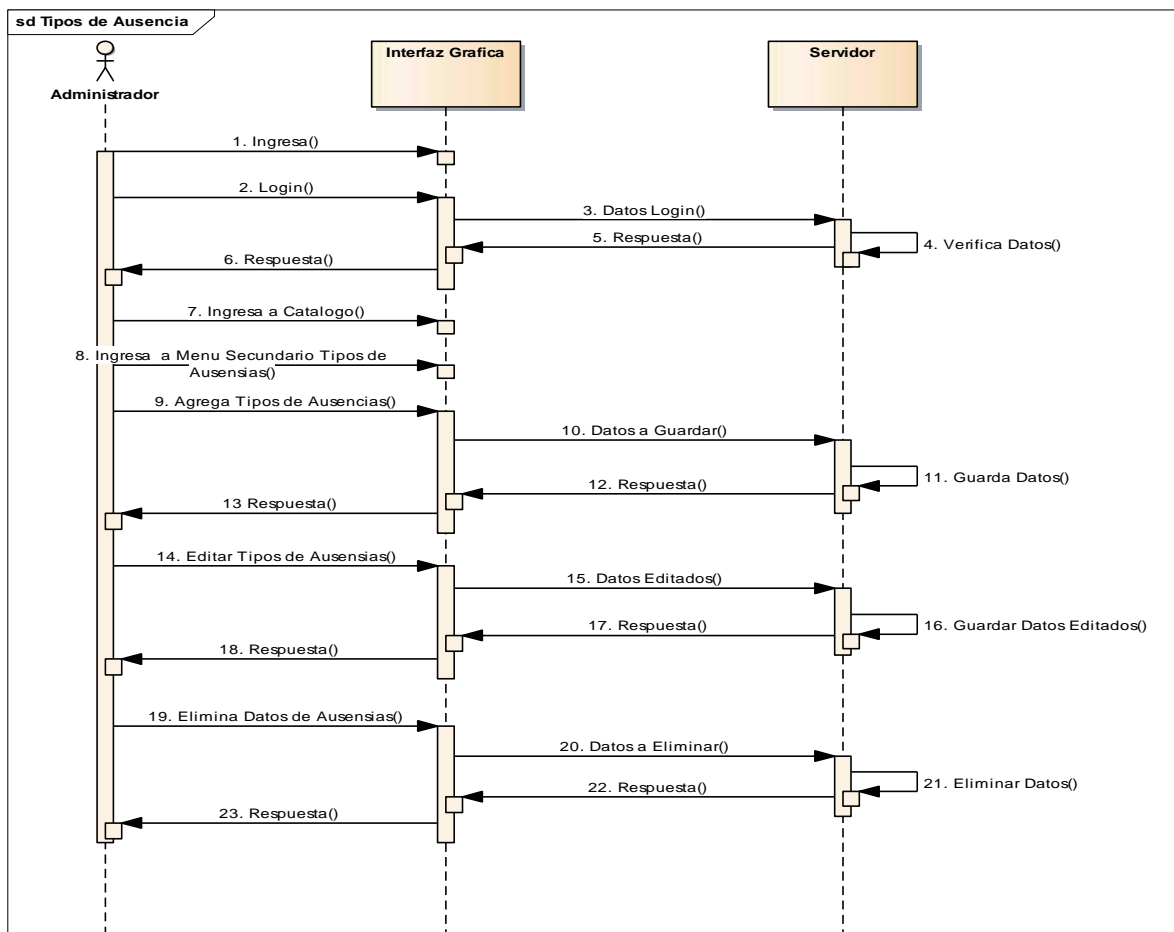 sd Tipos de Ausencia
Administrador
Interfaz Grafica
Servidor
1. Ingresa()
2. Login()
3. Datos Login()
4. Verifica Datos()
5. Respuesta()
6. Respuesta()
7. Ingresa a Catalogo()
8. Ingresa a Menu Secundario Tipos de
Ausensias()
9. Agrega Tipos de Ausencias()
10. Datos a Guardar()
11. Guarda Datos()
12. Respuesta()
13 Respuesta()
14. Editar Tipos de Ausensias()
15. Datos Editados()
16. Guardar Datos Editados()
17. Respuesta()
18. Respuesta()
19. Elimina Datos de Ausensias()
20. Datos a Eliminar()
21. Eliminar Datos()
22. Respuesta()
23. Respuesta()